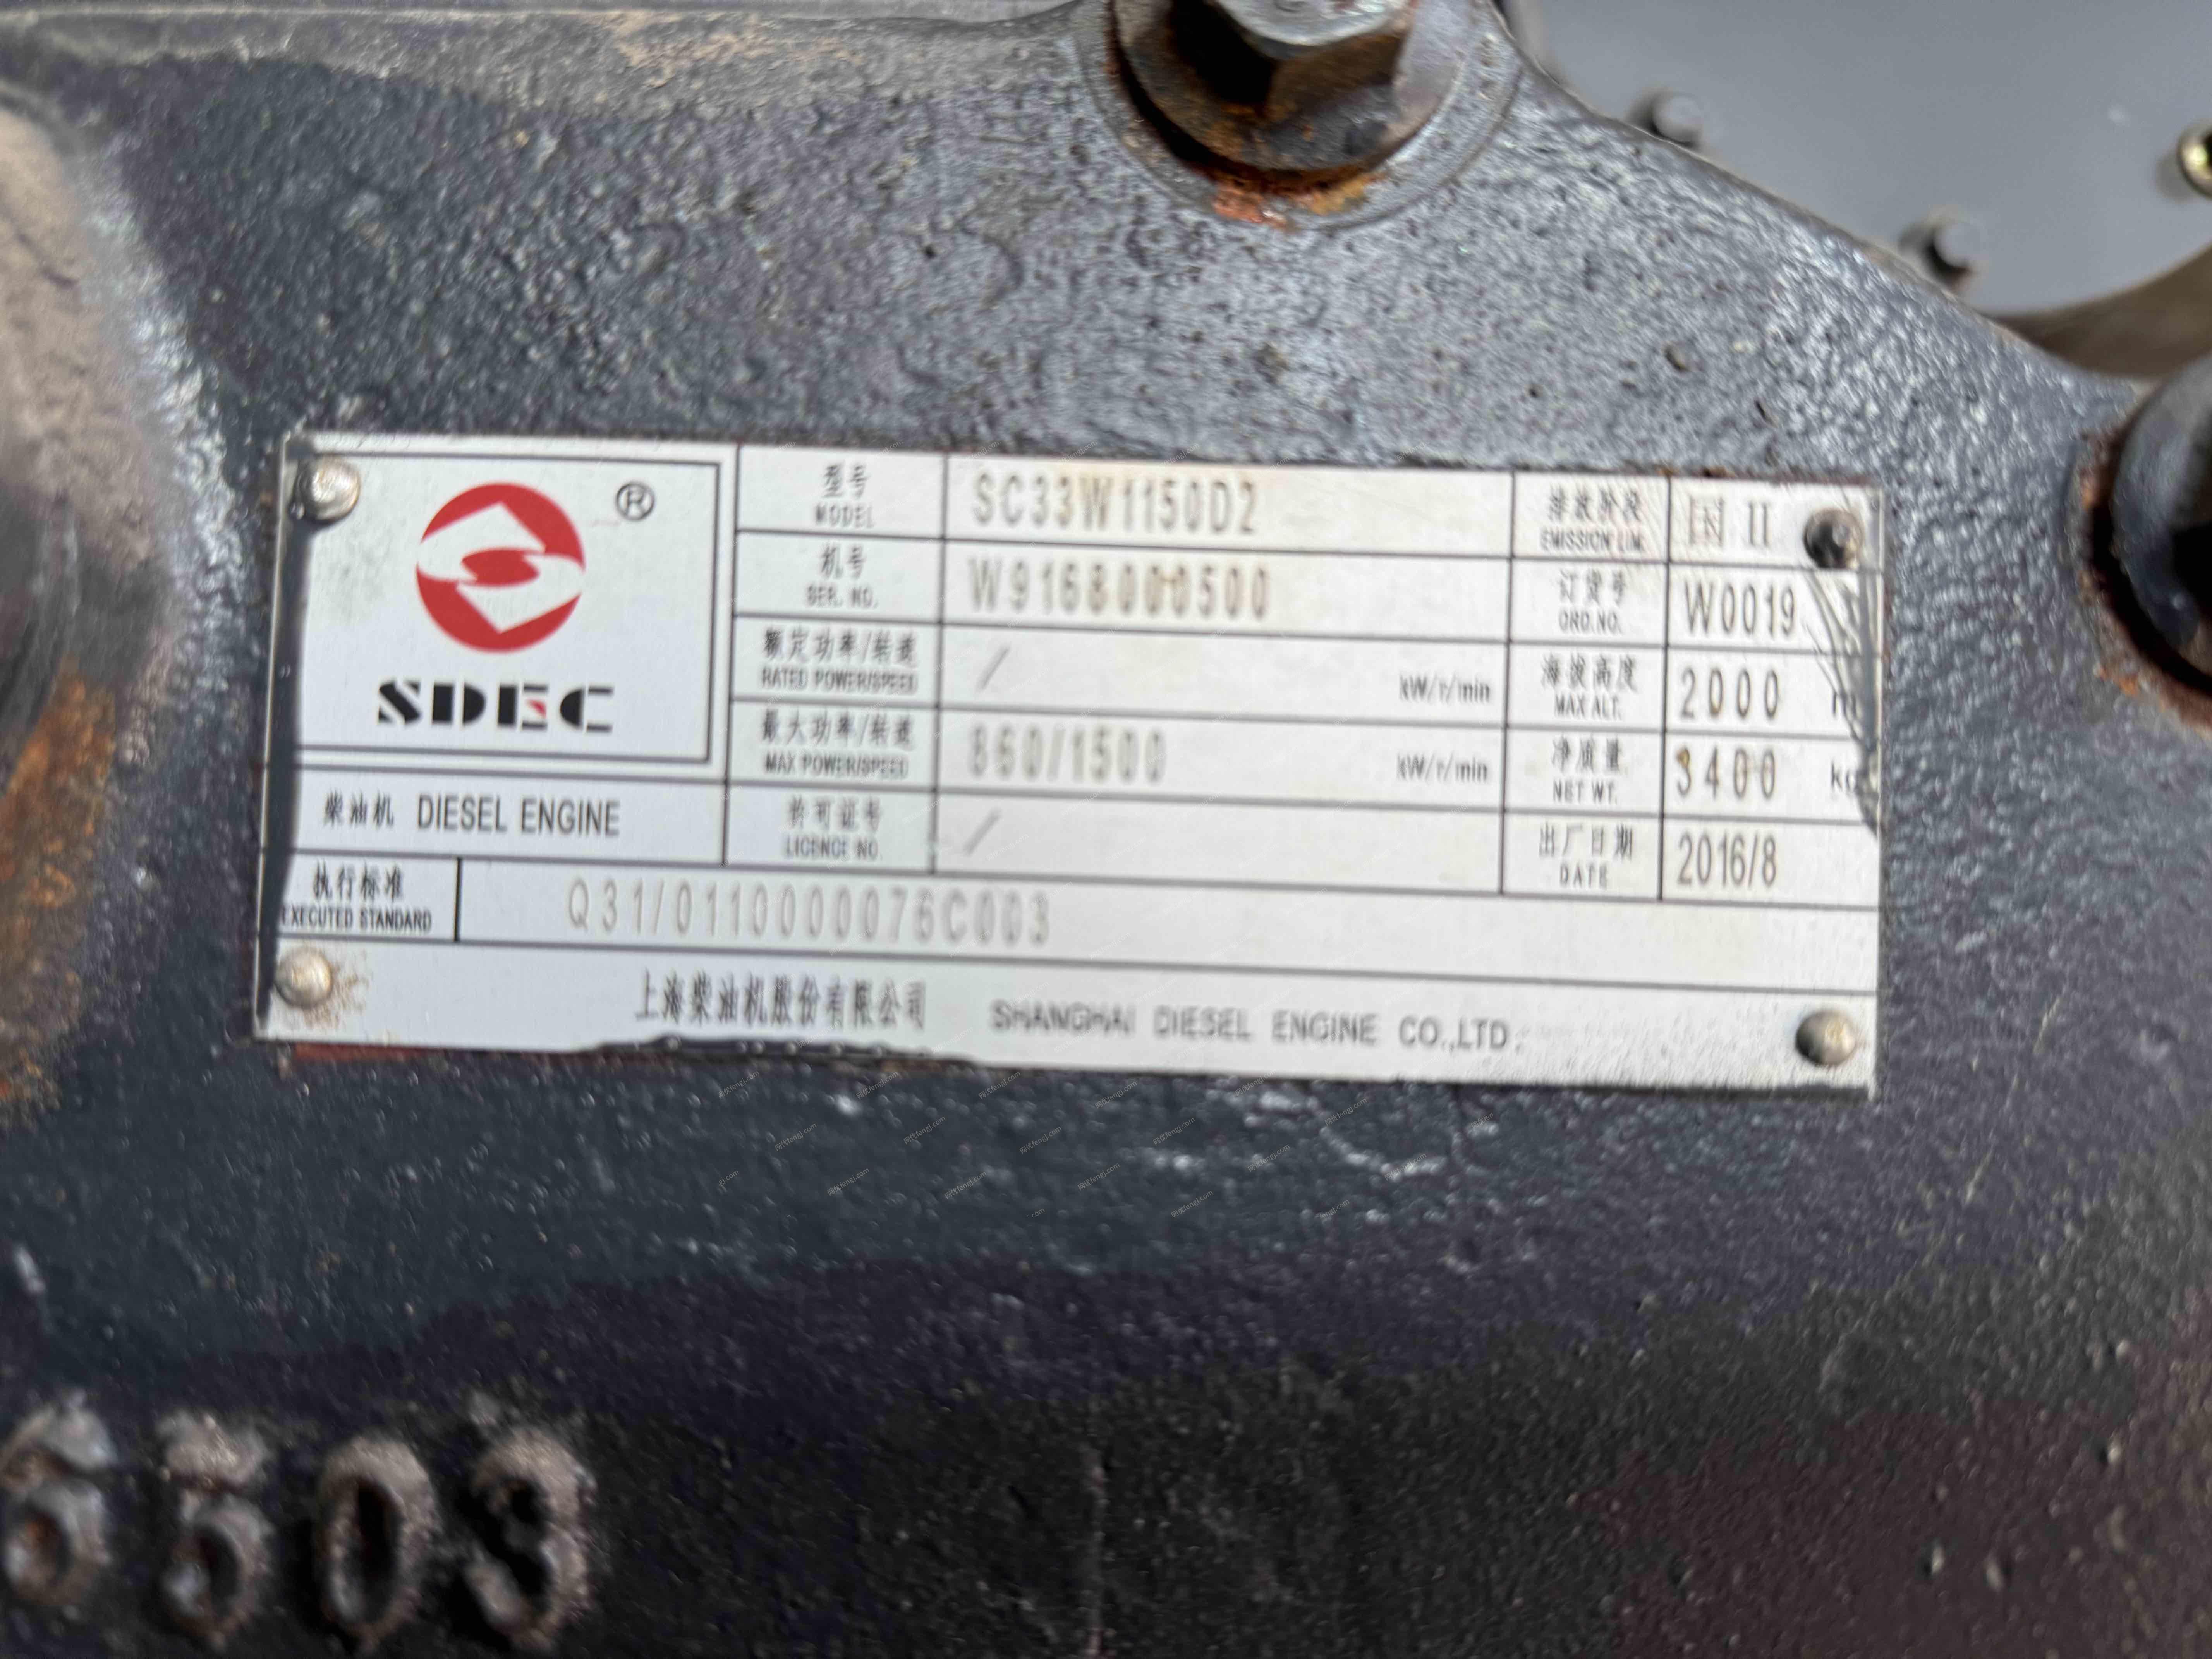 ®
SDEC
柴油机 DIESEL ENGINE
型号
MODEL
SC33W1150D2
排放阶段
EMISSION LIM.
国 II
机号
SER. NO.
W9168000500
订货号
ORD.NO.
W0019
额定功率/转速
RATED POWER/SPEED
/ kW/r/min
海拔高度
MAX ALT.
2000 m
最大功率/转速
MAX POWER/SPEED
860/1500 kW/r/min
净质量
NET WT.
3400 kg
许可证号
LICENCE NO.
/
出厂日期
DATE
2016/8
执行标准
EXECUTED STANDARD
Q31/0110000076C003
上海柴油机股份有限公司 SHANGHAI DIESEL ENGINE CO.,LTD.